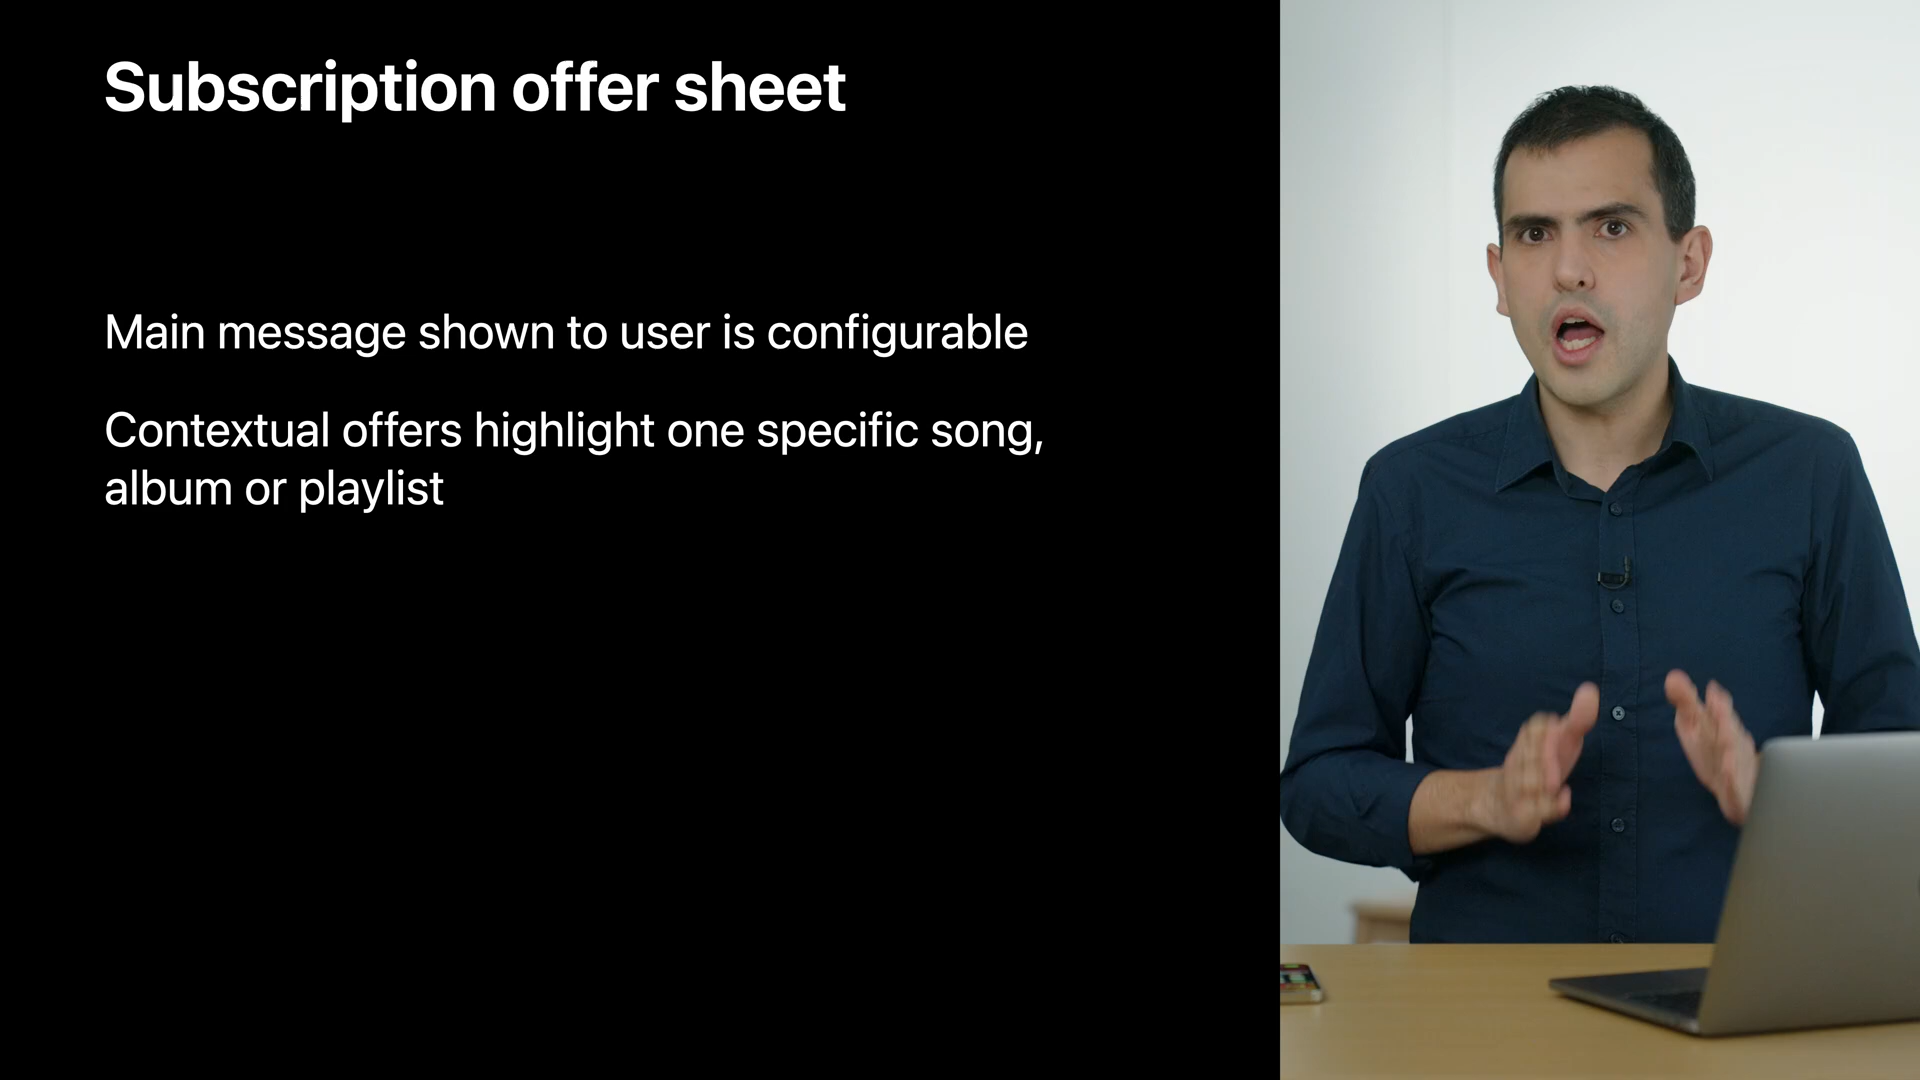 Subscription offer sheet
Main message shown to user is configurable
Contextual offers highlight one specific song,
album or playlist